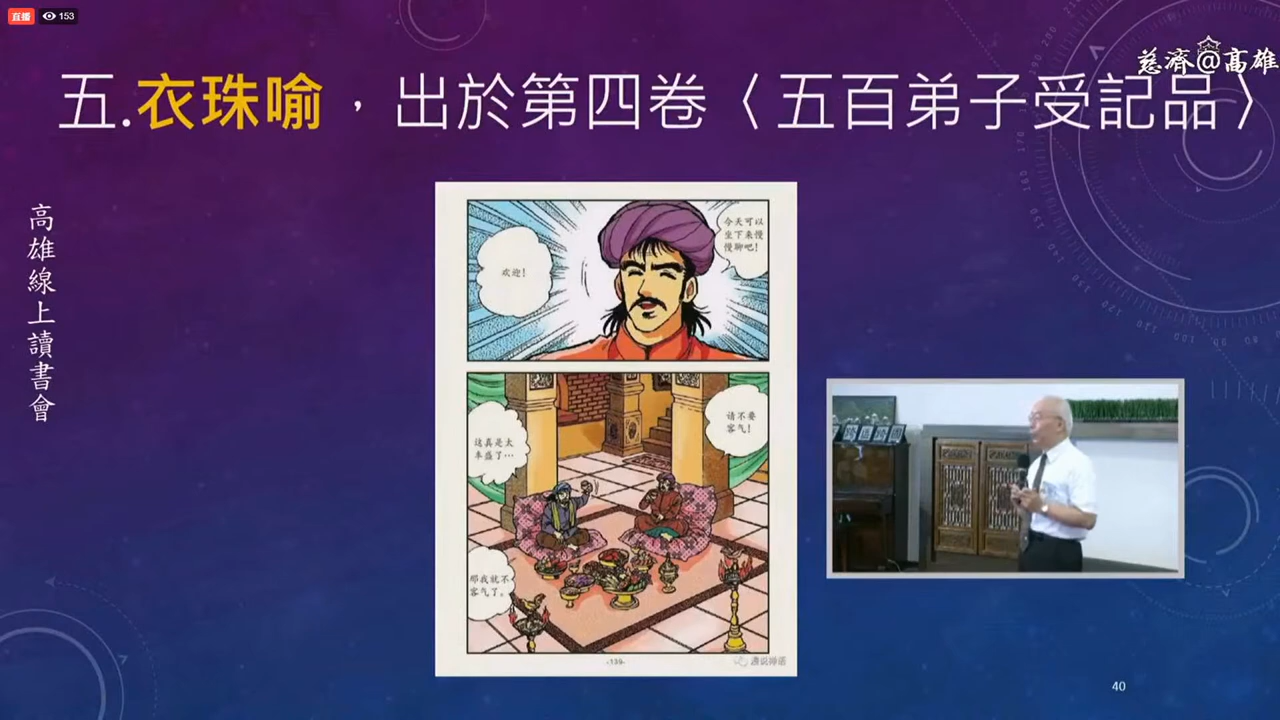 直播 153
慈濟@高雄
五.衣珠喻，出於第四卷〈五百弟子受記品〉
高雄線上讀書會
欢迎!
今天可以
坐下来慢
慢聊吧!
这真是太
丰盛了…
请不要
客气!
那我就不
客气了。
-139-
40